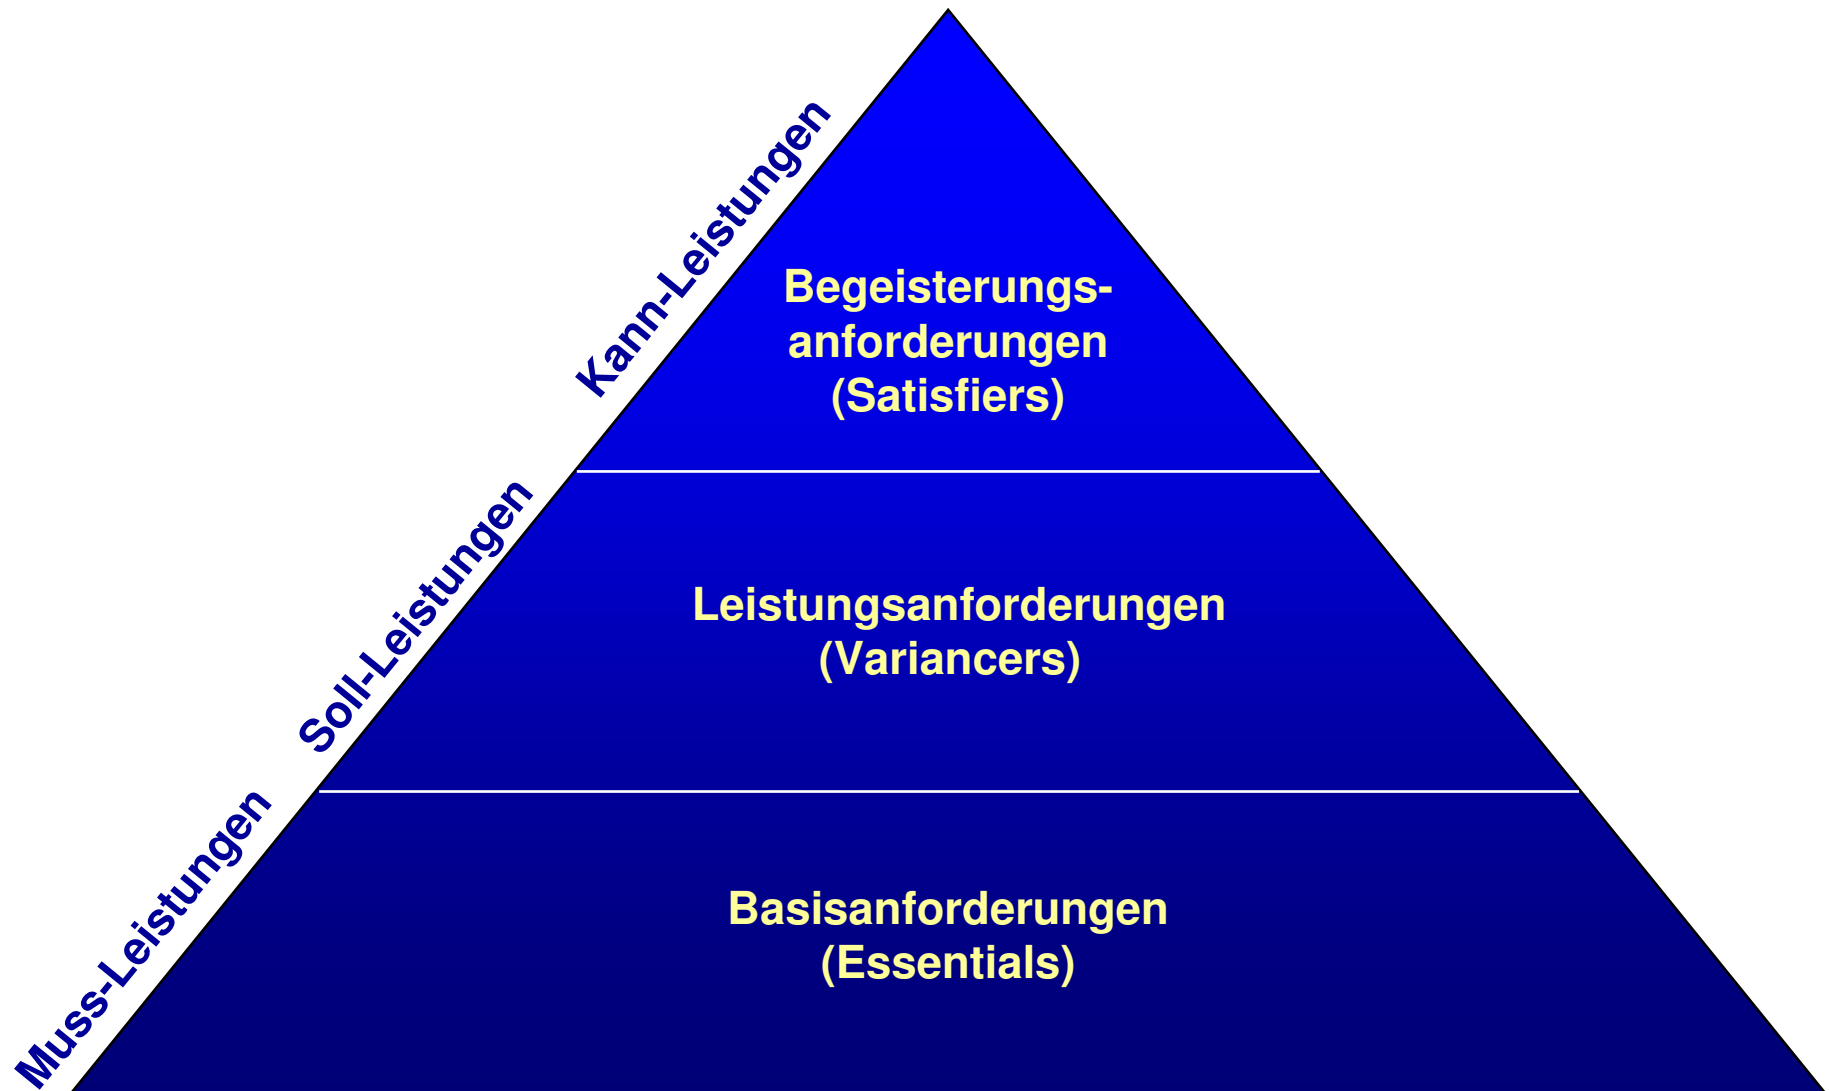 Kann-Leistungen
Begeisterungs-
anforderungen
(Satisfiers)
Soll-Leistungen
Leistungsanforderungen
(Variancers)
Muss-Leistungen
Basisanforderungen
(Essentials)